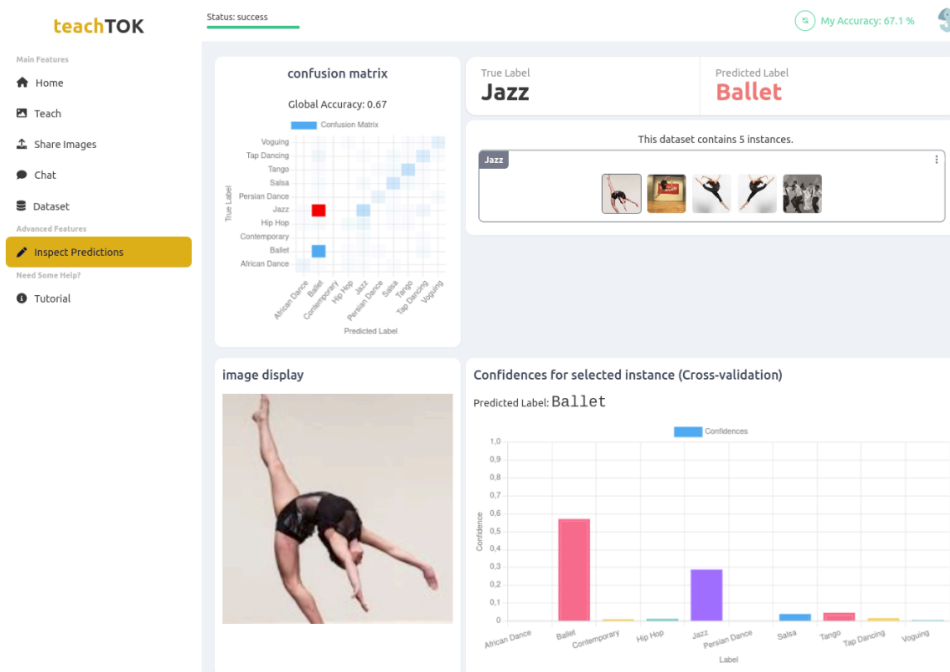 teachTOK
Status: success
My Accuracy: 67.1 %
Main Features
Home
Teach
Share Images
Chat
Dataset
Advanced Features
Inspect Predictions
Need Some Help?
Tutorial
confusion matrix
Global Accuracy: 0.67
Confusion Matrix
True Label
Voguing
Tap Dancing
Tango
Salsa
Persian Dance
Jazz
Hip Hop
Contemporary
Ballet
African Dance
African Dance
Ballet
Contemporary
Hip Hop
Jazz
Persian Dance
Salsa
Tango
Tap Dancing
Voguing
Predicted Label
True Label
Jazz
Predicted Label
Ballet
This dataset contains 5 instances.
Jazz
image display
Confidences for selected instance (Cross-validation)
Predicted Label: Ballet
Confidences
Confidence
1,0
0,9
0,8
0,7
0,6
0,5
0,4
0,3
0,2
0,1
0
African Dance
Ballet
Contemporary
Hip Hop
Jazz
Persian Dance
Salsa
Tango
Tap Dancing
Voguing
Label